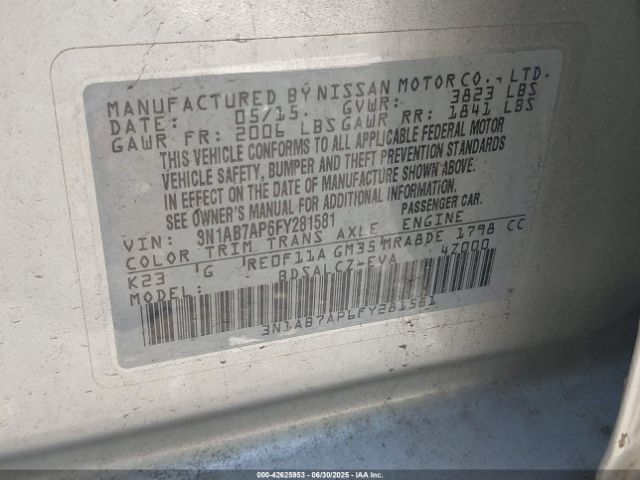 MANUFACTURED BY NISSAN MOTOR CO., LTD.
DATE: 05/15. GVWR: 3823 LBS
GAWR FR: 2006 LBS GAWR RR: 1841 LBS
THIS VEHICLE CONFORMS TO ALL APPLICABLE FEDERAL MOTOR
VEHICLE SAFETY, BUMPER AND THEFT PREVENTION STANDARDS
IN EFFECT ON THE DATE OF MANUFACTURE SHOWN ABOVE.
SEE OWNER'S MANUAL FOR ADDITIONAL INFORMATION.
VIN: 3N1AB7AP6FY281581 PASSENGER CAR.
COLOR TRIM TRANS AXLE ENGINE
K23 G RE0F11A GM35 MRA8DE 1798 CC
MODEL: BDSALCZ-EVA 47000
3N1AB7AP6FY281581
000-42625953 - 06/30/2025 - IAAI.COM